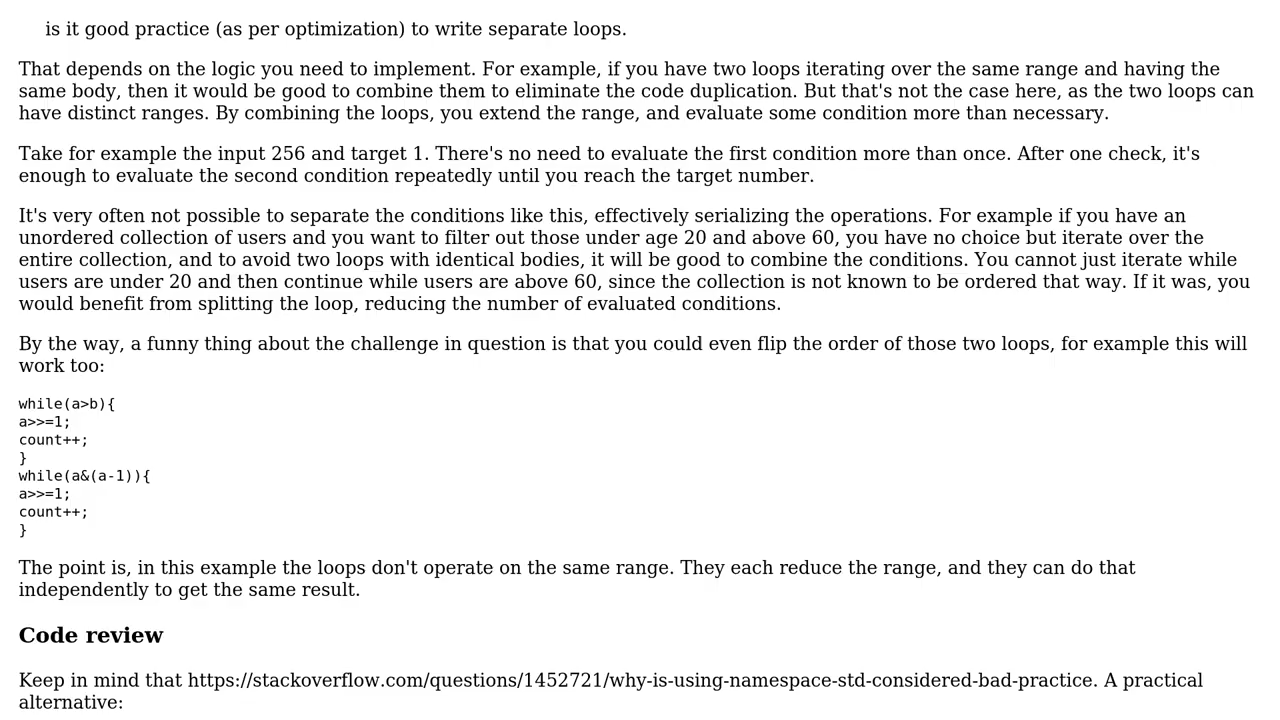 is it good practice (as per optimization) to write separate loops.
That depends on the logic you need to implement. For example, if you have two loops iterating over the same range and having the
same body, then it would be good to combine them to eliminate the code duplication. But that's not the case here, as the two loops can
have distinct ranges. By combining the loops, you extend the range, and evaluate some condition more than necessary.
Take for example the input 256 and target 1. There's no need to evaluate the first condition more than once. After one check, it's
enough to evaluate the second condition repeatedly until you reach the target number.
It's very often not possible to separate the conditions like this, effectively serializing the operations. For example if you have an
unordered collection of users and you want to filter out those under age 20 and above 60, you have no choice but iterate over the
entire collection, and to avoid two loops with identical bodies, it will be good to combine the conditions. You cannot just iterate while
users are under 20 and then continue while users are above 60, since the collection is not known to be ordered that way. If it was, you
would benefit from splitting the loop, reducing the number of evaluated conditions.
By the way, a funny thing about the challenge in question is that you could even flip the order of those two loops, for example this will
work too:
while(a>b){
a>>=1;
count++;
}
while(a&(a-1)){
a>>=1;
count++;
}
The point is, in this example the loops don't operate on the same range. They each reduce the range, and they can do that
independently to get the same result.
Code review
Keep in mind that https://stackoverflow.com/questions/1452721/why-is-using-namespace-std-considered-bad-practice. A practical
alternative: